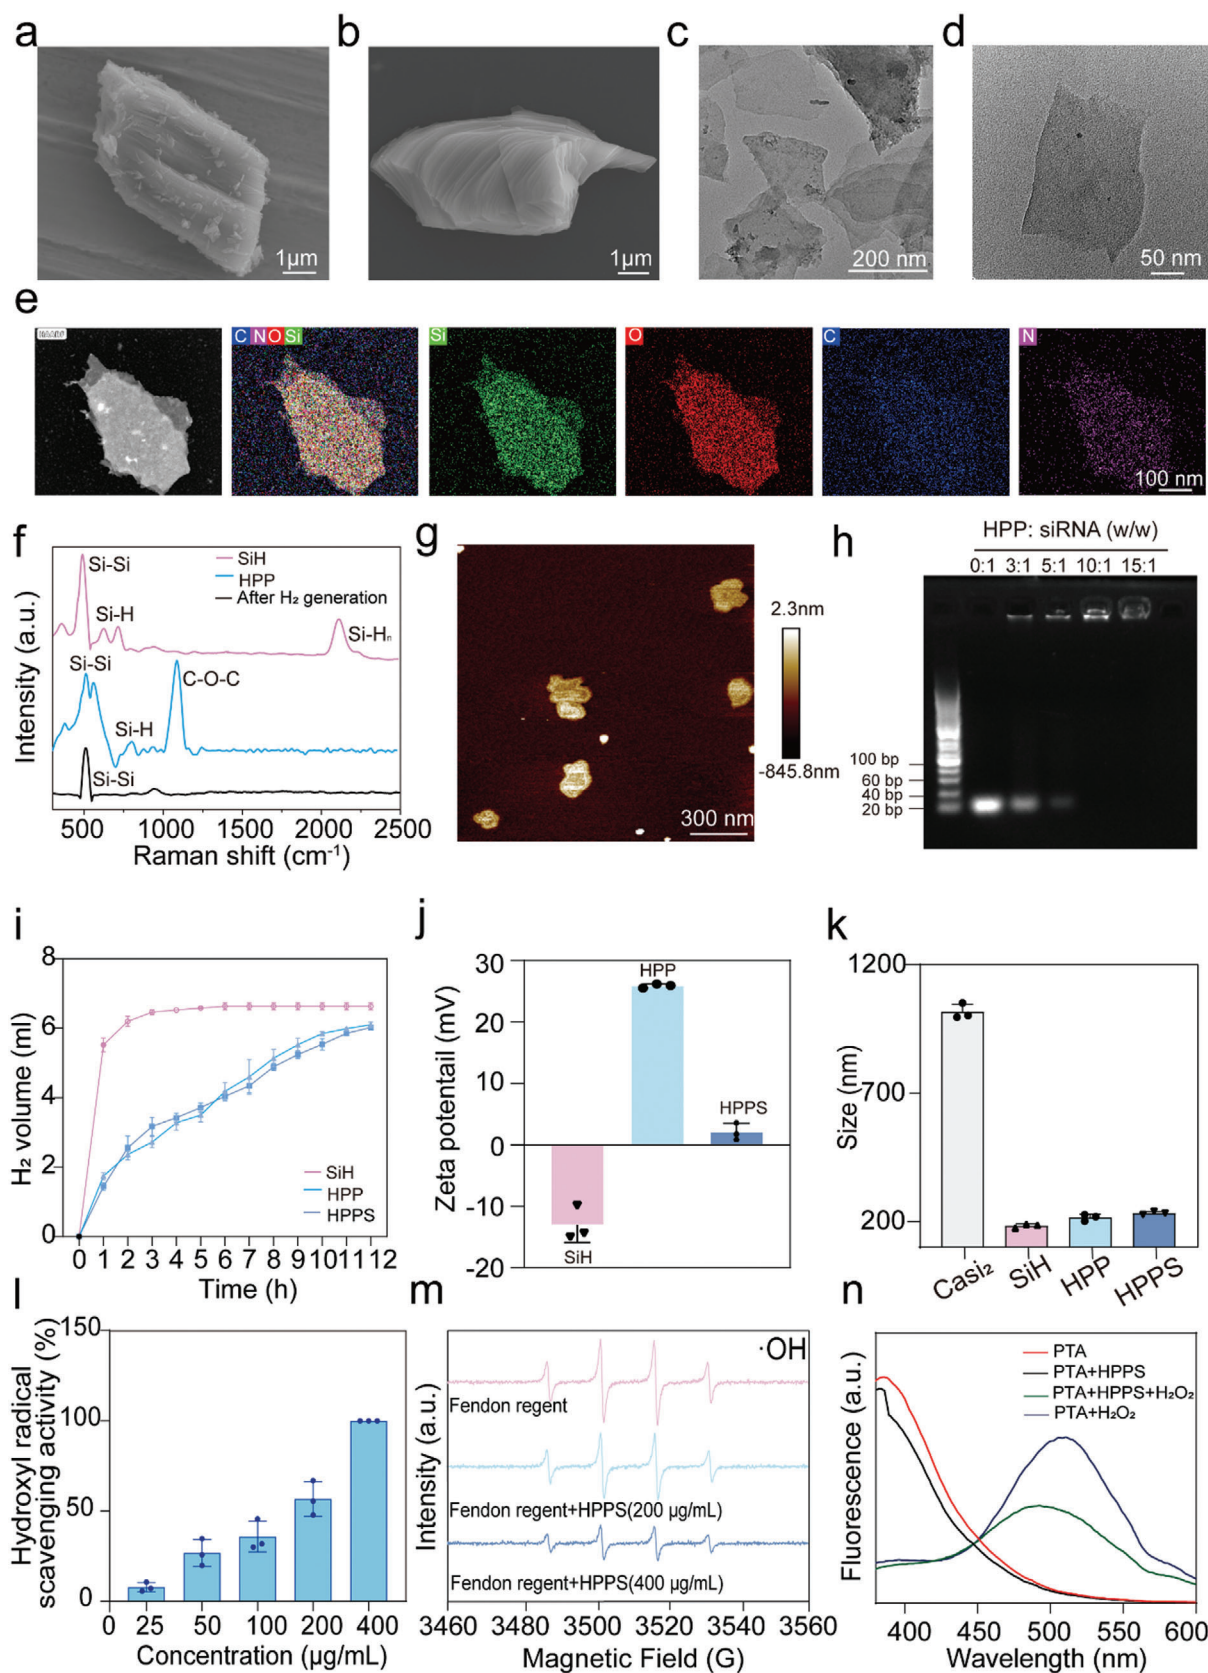 a
b
c
d
1μm
1μm
200 nm
50 nm
e
C N O Si
Si
O
C
N
100 nm
f
SiH
HPP
After H₂ generation
Si-Si
Si-H
Si-Hₙ
Si-Si
C-O-C
Si-H
Si-Si
Intensity (a.u.)
500 1000 1500 2000 2500
Raman shift (cm⁻¹)
g
2.3nm
-845.8nm
300 nm
h
HPP: siRNA (w/w)
0:1 3:1 5:1 10:1 15:1
100 bp
60 bp
40 bp
20 bp
i
H₂ volume (ml)
8
6
4
2
0
SiH
HPP
HPPS
0 1 2 3 4 5 6 7 8 9 10 11 12
Time (h)
j
Zeta potentail (mV)
30
20
10
0
-10
-20
HPP
HPPS
SiH
k
Size (nm)
1200
700
200
Casi₂ SiH HPP HPPS
l
Hydroxyl radical
scavenging activity (%)
150
100
50
0
0 25 50 100 200 400
Concentration (μg/mL)
m
·OH
Fendon regent
Fendon regent+HPPS(200 μg/mL)
Fendon regent+HPPS(400 μg/mL)
Intensity (a.u.)
3460 3480 3500 3520 3540 3560
Magnetic Field (G)
n
PTA
PTA+HPPS
PTA+HPPS+H₂O₂
PTA+H₂O₂
Fluorescence (a.u.)
400 450 500 550 600
Wavelength (nm)